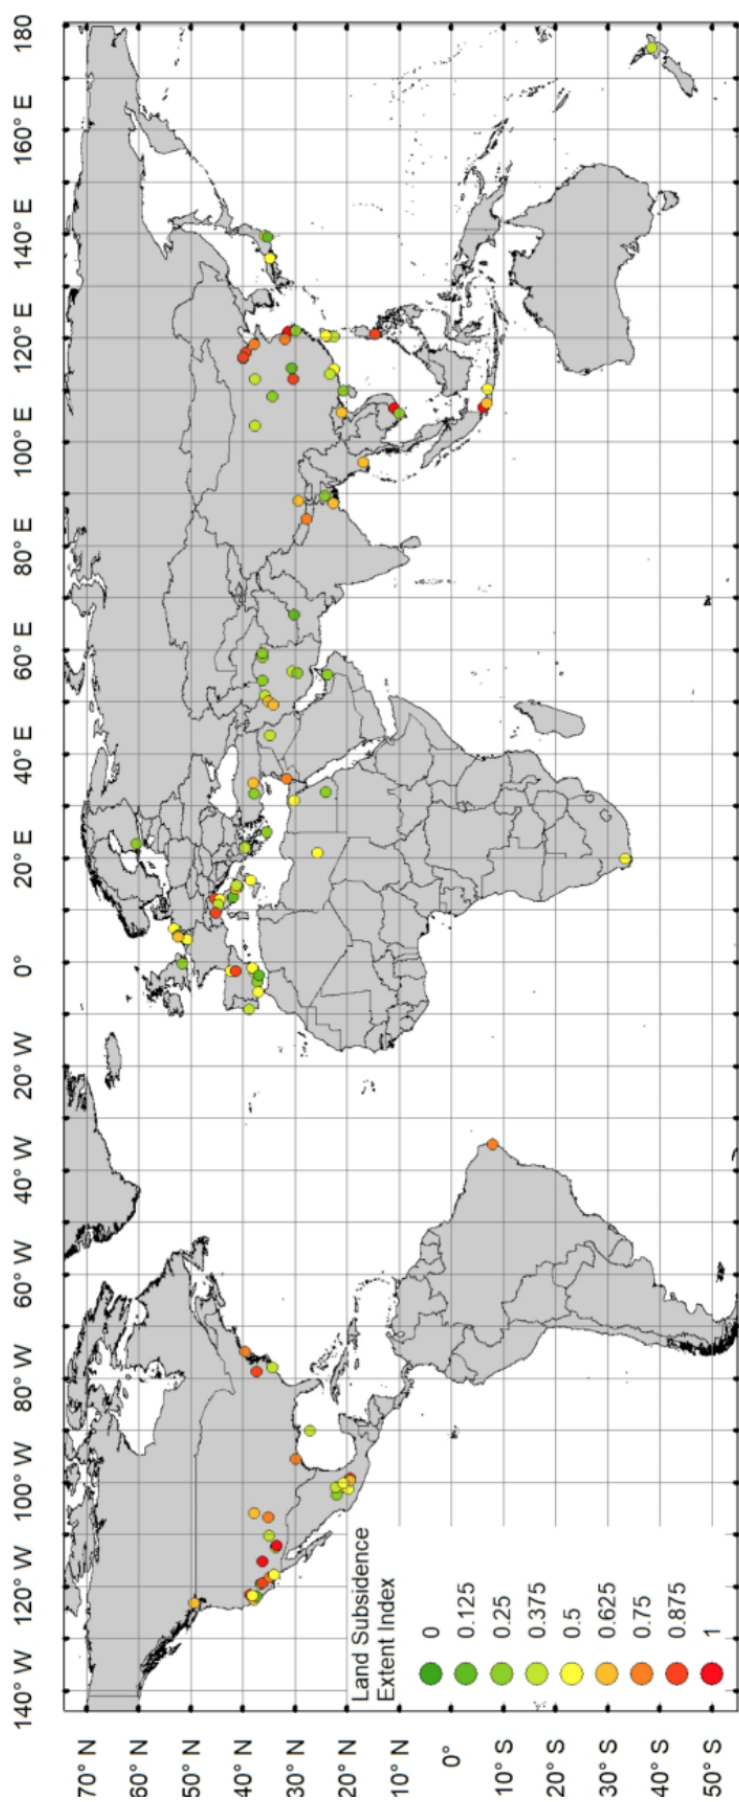 140° W
120° W
100° W
80° W
60° W
40° W
20° W
0°
20° E
40° E
60° E
80° E
100° E
120° E
140° E
160° E
180
70° N
60° N
50° N
40° N
30° N
20° N
10° N
0°
10° S
20° S
30° S
40° S
50° S
Land Subsidence
Extent Index
0
0.125
0.25
0.375
0.5
0.625
0.75
0.875
1